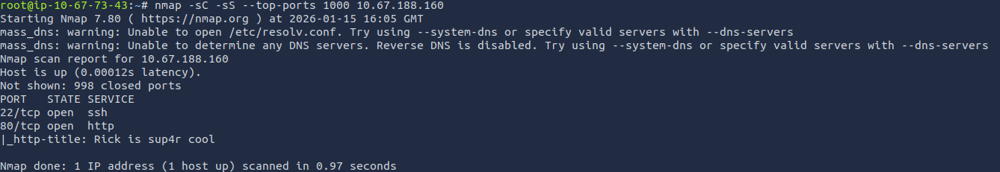 root@ip-10-67-73-43:~# nmap -sC -sS --top-ports 1000 10.67.188.160
Starting Nmap 7.80 ( https://nmap.org ) at 2026-01-15 16:05 GMT
mass_dns: warning: Unable to open /etc/resolv.conf. Try using --system-dns or specify valid servers with --dns-servers
mass_dns: warning: Unable to determine any DNS servers. Reverse DNS is disabled. Try using --system-dns or specify valid servers with --dns-servers
Nmap scan report for 10.67.188.160
Host is up (0.00012s latency).
Not shown: 998 closed ports
PORT   STATE SERVICE
22/tcp open  ssh
80/tcp open  http
|_http-title: Rick is sup4r cool
Nmap done: 1 IP address (1 host up) scanned in 0.97 seconds